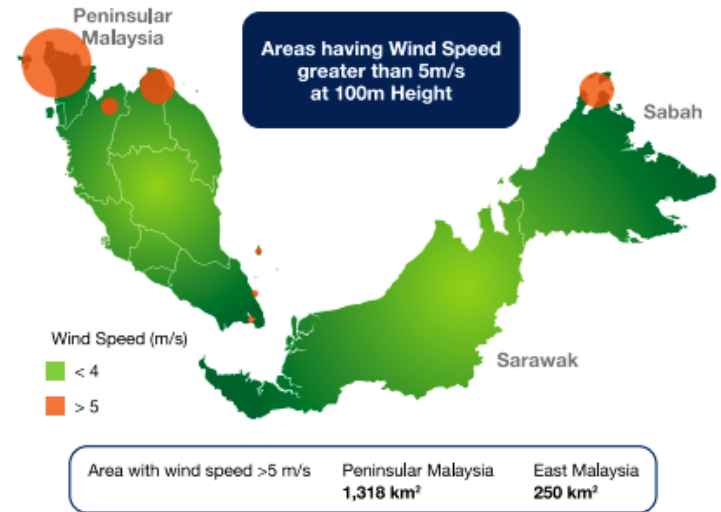 Peninsular
Malaysia
Areas having Wind Speed
greater than 5m/s
at 100m Height
Sabah
Wind Speed (m/s)
< 4
> 5
Sarawak
Area with wind speed >5 m/s
Peninsular Malaysia
1,318 km²
East Malaysia
250 km²